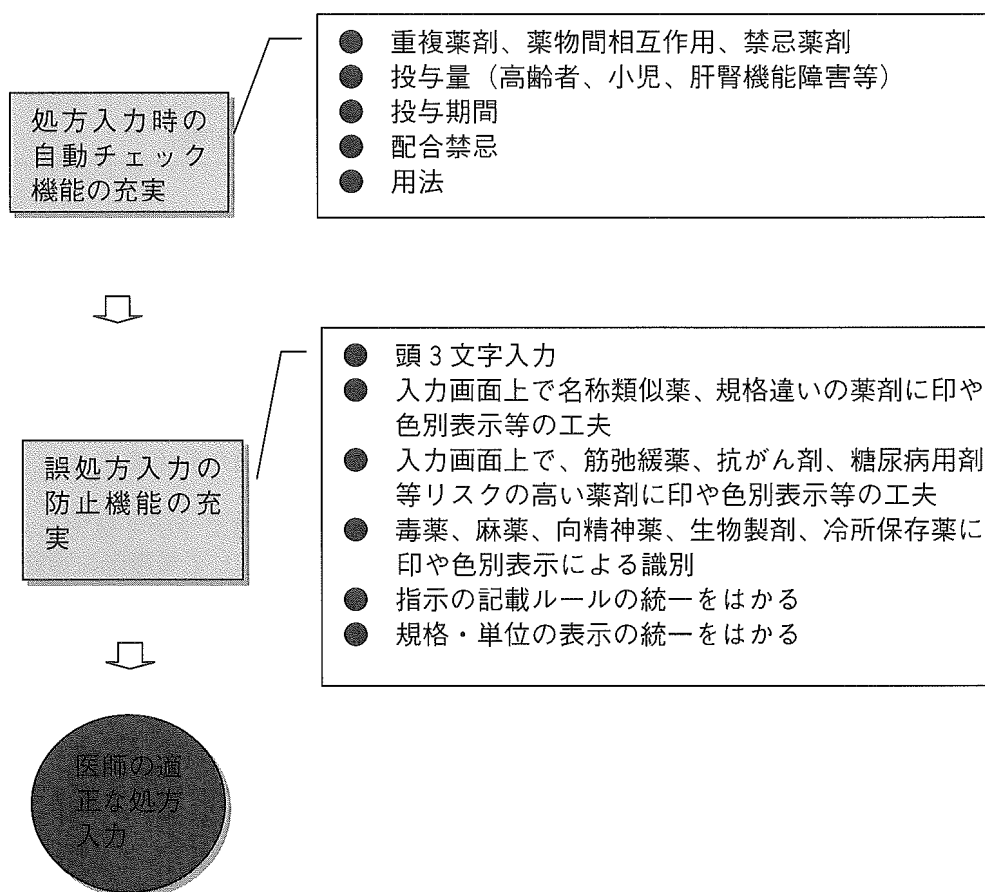 処方入力時の
自動チェック
機能の充実
● 重複薬剤、薬物間相互作用、禁忌薬剤
● 投与量（高齢者、小児、肝腎機能障害等）
● 投与期間
● 配合禁忌
● 用法
誤処方入力の
防止機能の充
実
● 頭3文字入力
● 入力画面上で名称類似薬、規格違いの薬剤に印や
色別表示等の工夫
● 入力画面上で、筋弛緩薬、抗がん剤、糖尿病用剤
等リスクの高い薬剤に印や色別表示等の工夫
● 毒薬、麻薬、向精神薬、生物製剤、冷所保存薬に
印や色別表示による識別
● 指示の記載ルールの統一をはかる
● 規格・単位の表示の統一をはかる
医師の適
正な処方
入力